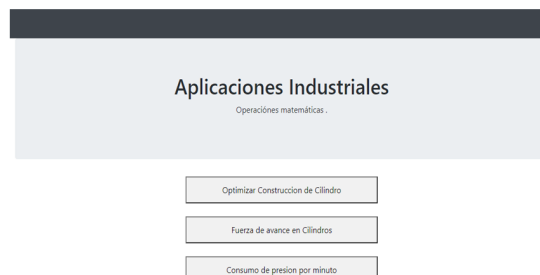 Aplicaciones Industriales
Operaciónes matemáticas .
Optimizar Construccion de Cilindro
Fuerza de avance en Cilindros
Consumo de presion por minuto